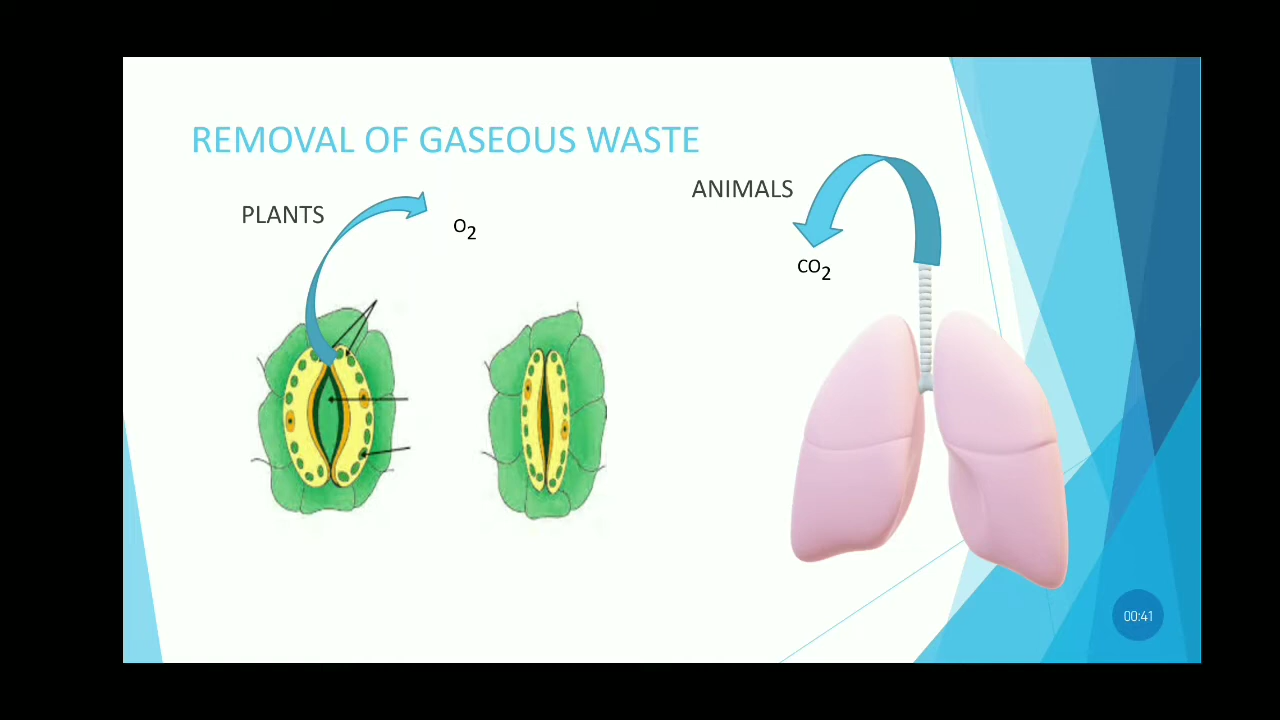 REMOVAL OF GASEOUS WASTE
PLANTS
O2
ANIMALS
CO2
00:41